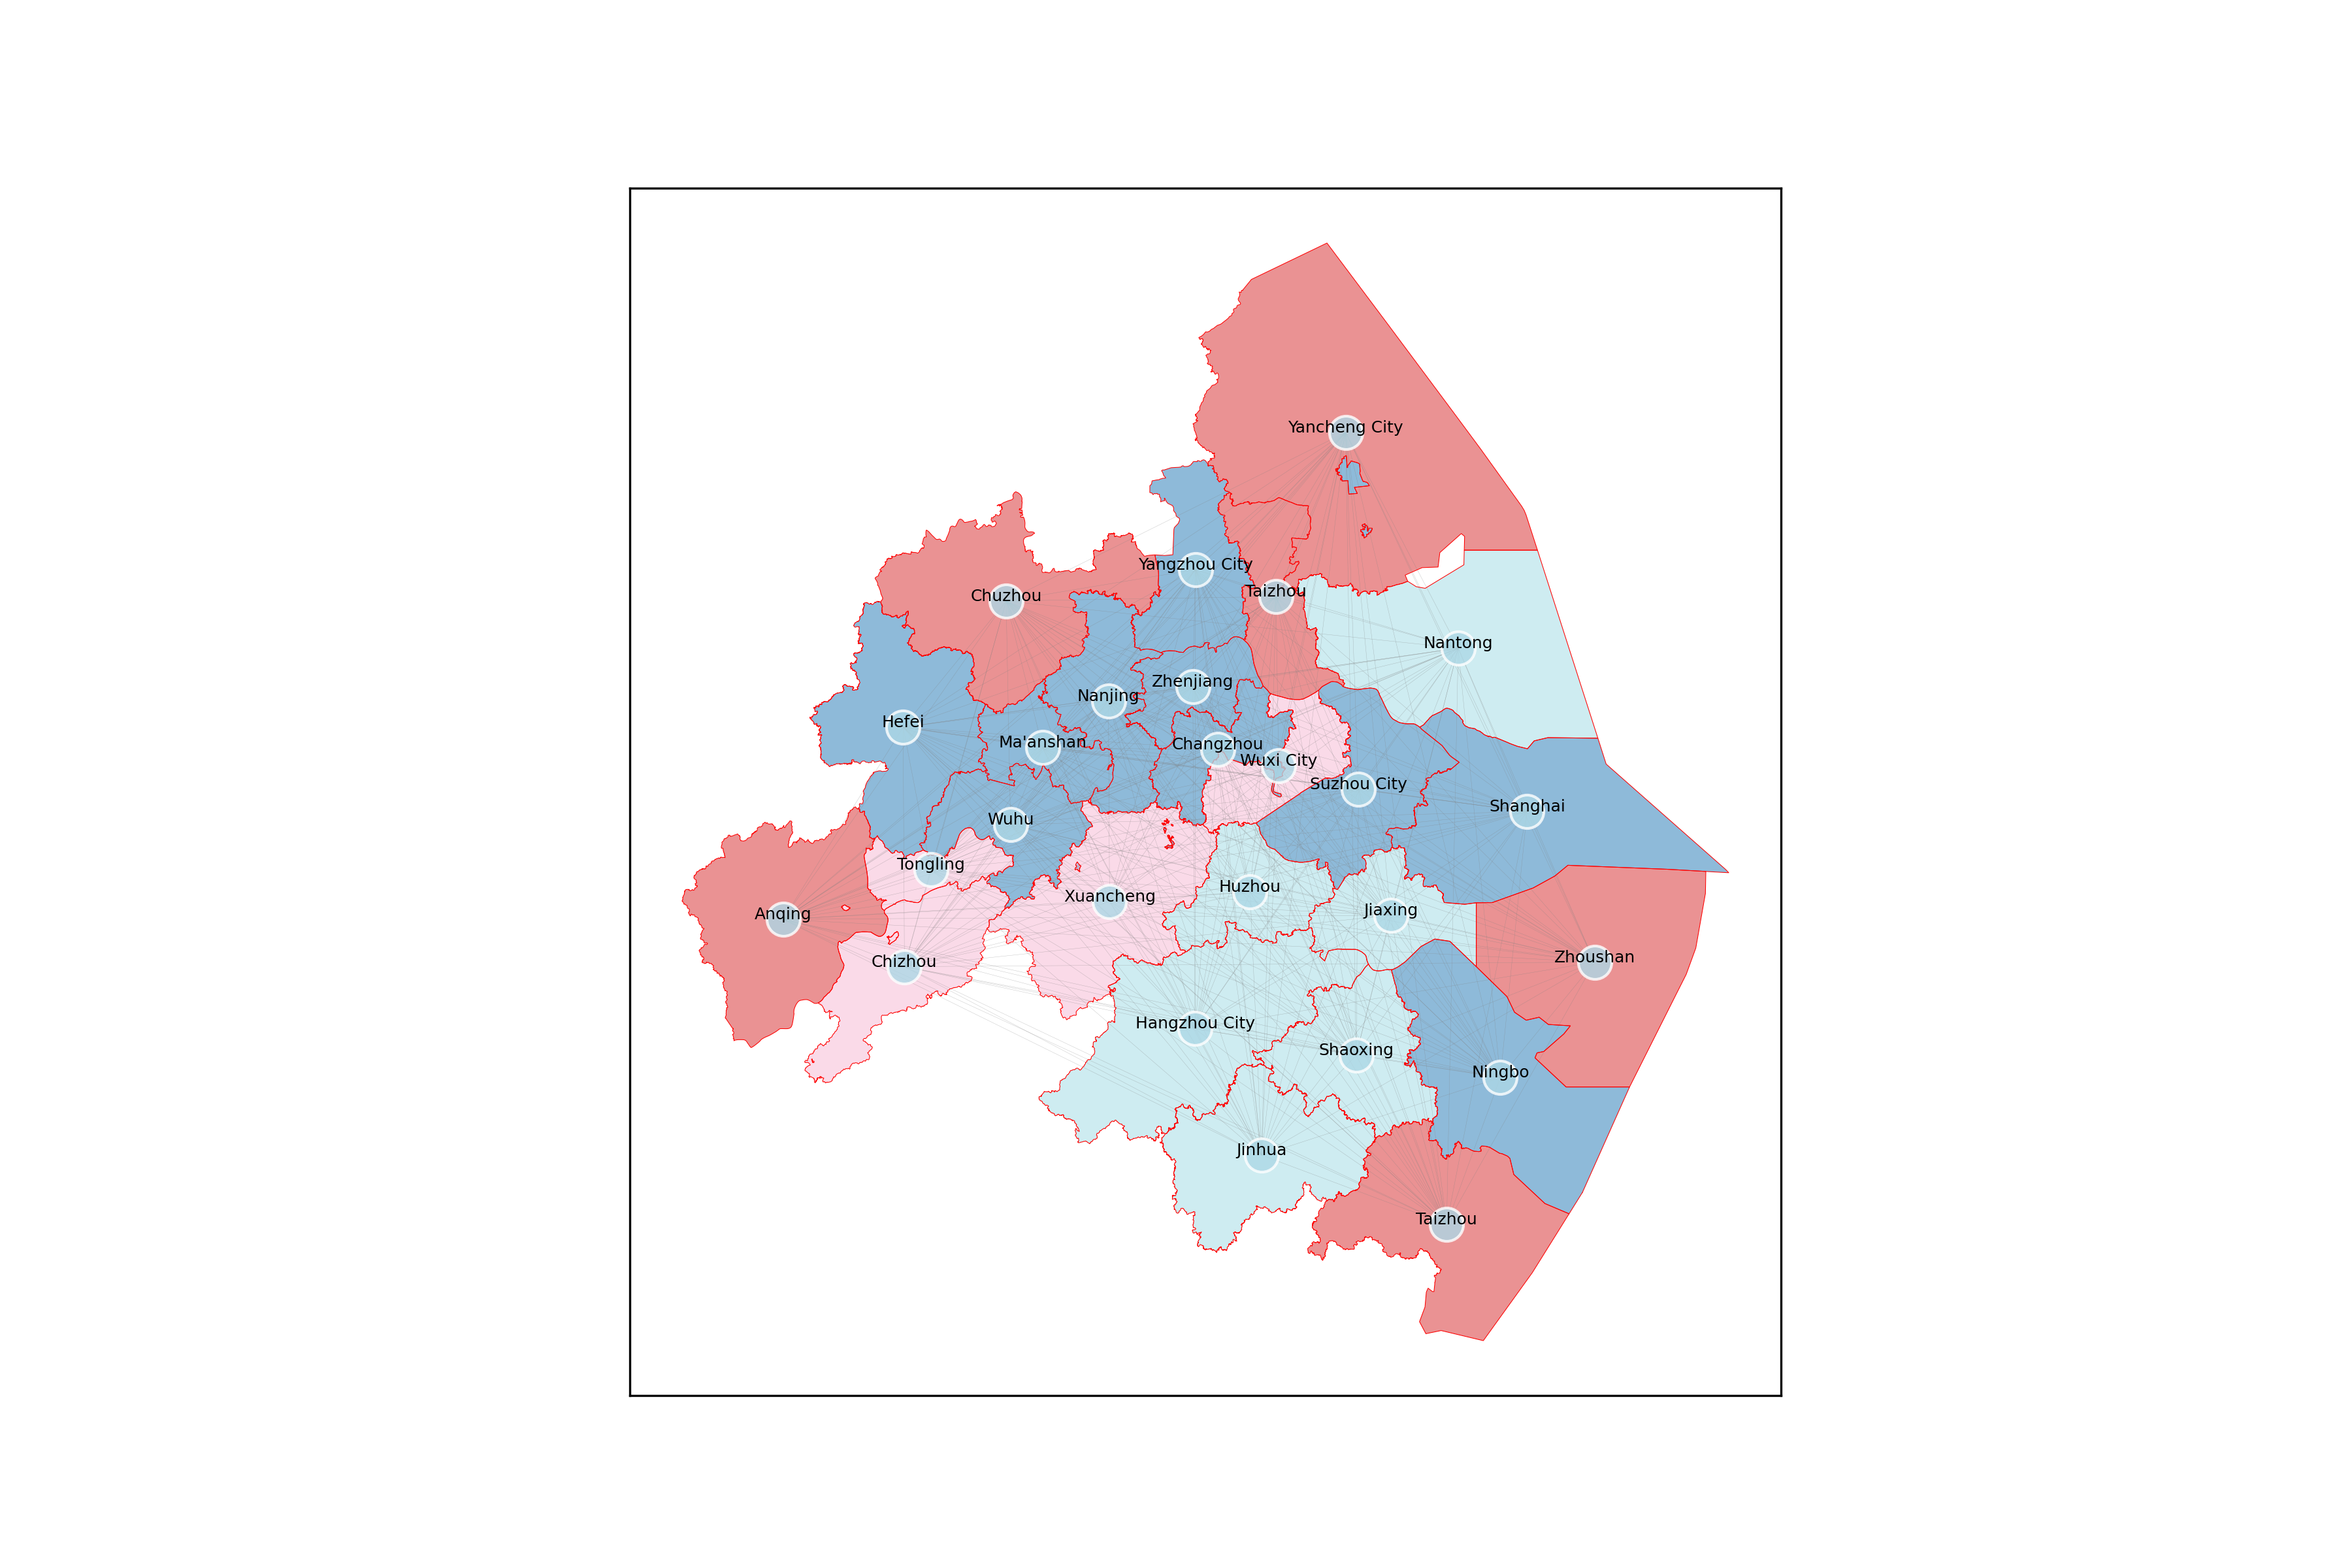 Yancheng City
Yangzhou City
Chuzhou
Taizhou
Nantong
Zhenjiang
Nanjing
Hefei
Ma'anshan
Changzhou
Wuxi City
Suzhou City
Shanghai
Wuhu
Tongling
Huzhou
Xuancheng
Jiaxing
Anqing
Zhoushan
Chizhou
Hangzhou City
Shaoxing
Ningbo
Jinhua
Taizhou